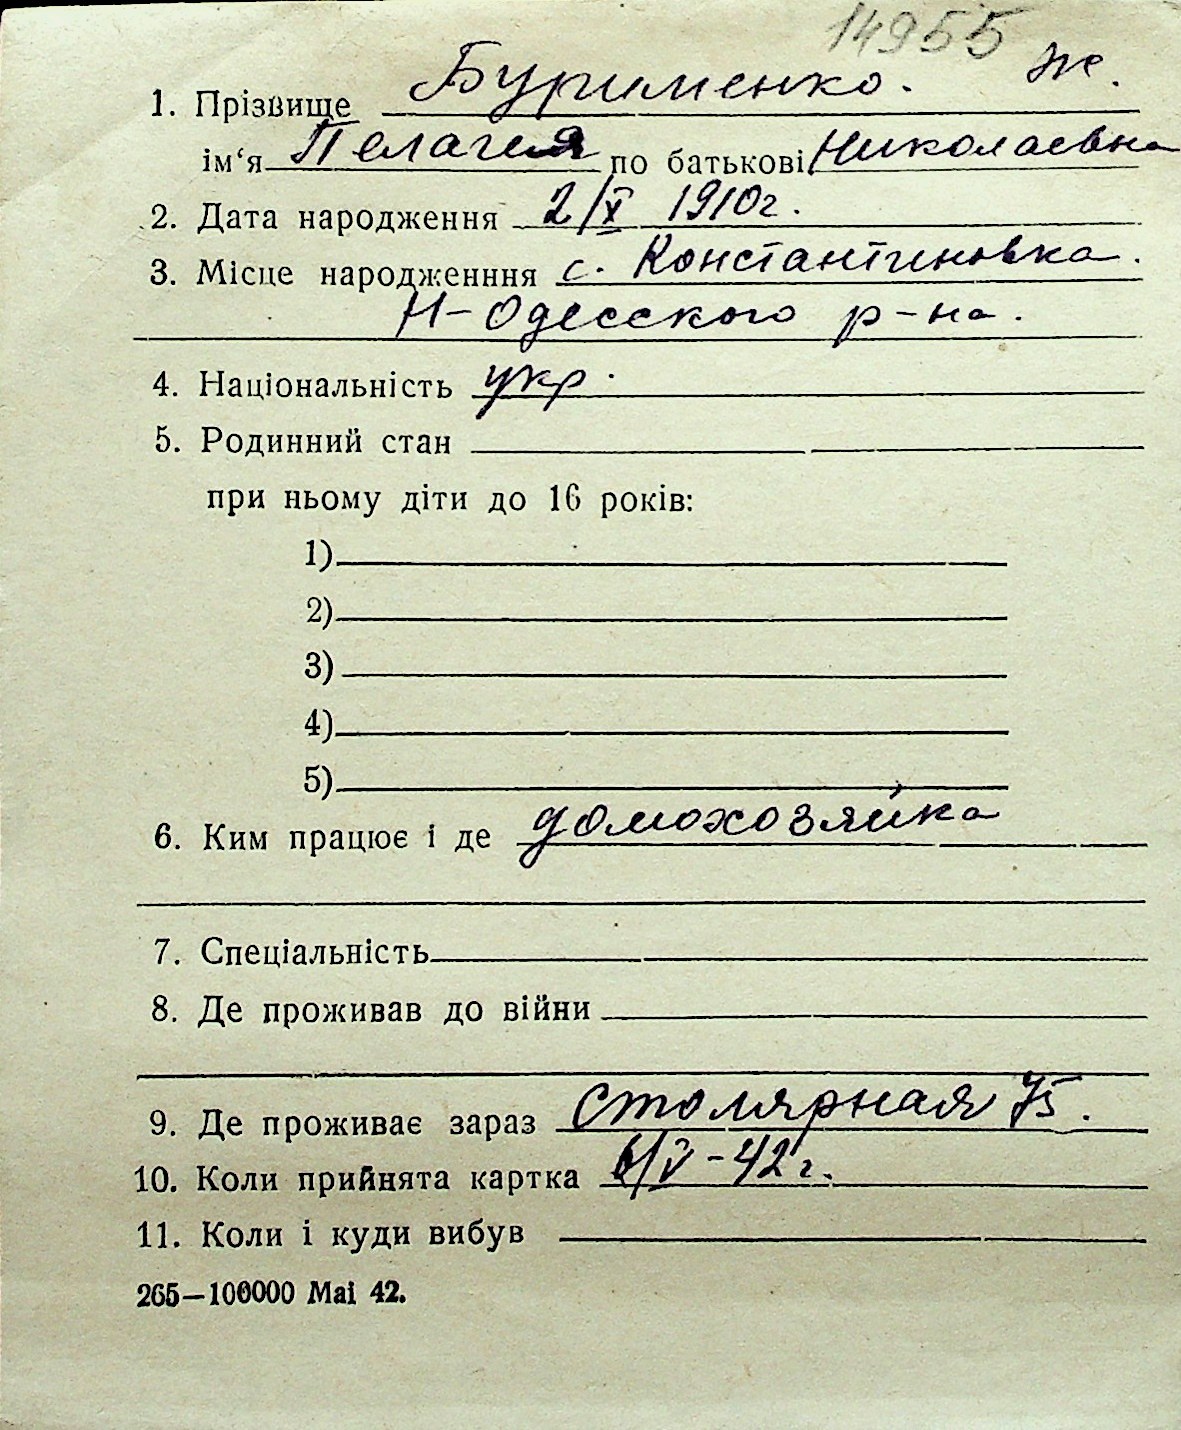 14955
1. Прізвище Буримenко. ж.
ім‘я Пелагея по батькові Николаевна
2. Дата народження 2/X 1910г.
3. Місце народженння с. Константиновка.
Н-Одесского р-на.
4. Національність укр.
5. Родинний стан
при ньому діти до 16 років:
1)
2)
3)
4)
5)
6. Ким працює і де домохозяйка
7. Спеціальність
8. Де проживав до війни
9. Де проживає зараз Столярная 75.
10. Коли прийнята картка 6/V-42г.
11. Коли і куди вибув
265—100000 Mai 42.